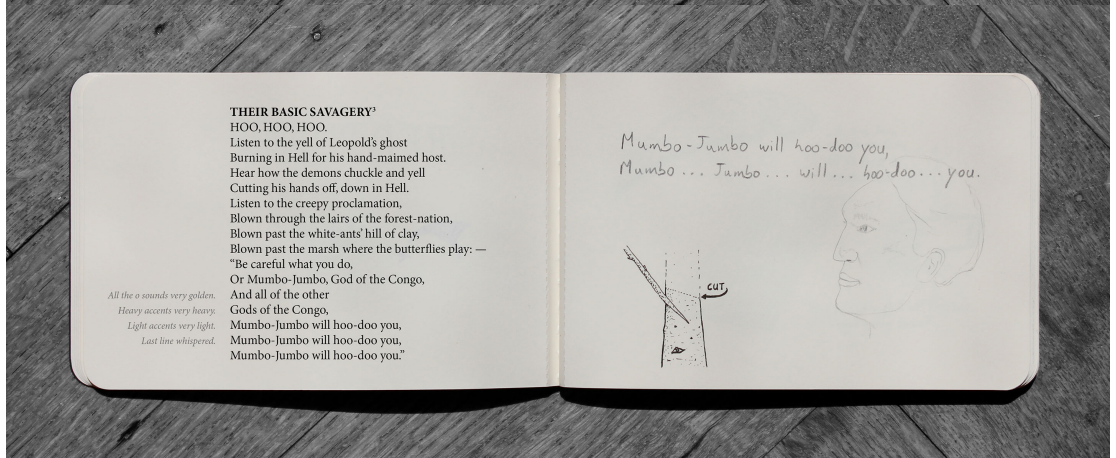 THEIR BASIC SAVAGERY³
HOO, HOO, HOO.
Listen to the yell of Leopold's ghost
Burning in Hell for his hand-maimed host.
Hear how the demons chuckle and yell
Cutting his hands off, down in Hell.
Listen to the creepy proclamation,
Blown through the lairs of the forest-nation,
Blown past the white-ants' hill of clay,
Blown past the marsh where the butterflies play: —
"Be careful what you do,
Or Mumbo-Jumbo, God of the Congo,
All the o sounds very golden.
And all of the other
Heavy accents very heavy.
Gods of the Congo,
Light accents very light.
Mumbo-Jumbo will hoo-doo you,
Last line whispered.
Mumbo-Jumbo will hoo-doo you,
Mumbo-Jumbo will hoo-doo you."
Mumbo-Jumbo will hoo-doo you,
Mumbo ... Jumbo ... will ... hoo-doo ... you.
CUT